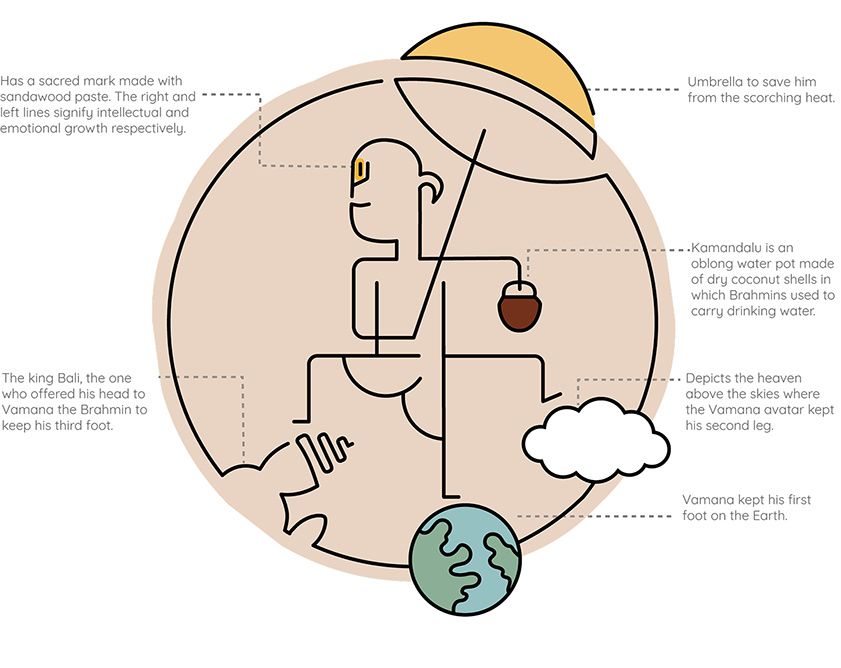 Has a sacred mark made with
sandawood paste. The right and
left lines signify intellectual and
emotional growth respectively.
Umbrella to save him
from the scorching heat.
Kamandalu is an
oblong water pot made
of dry coconut shells in
which Brahmins used to
carry drinking water.
The king Bali, the one
who offered his head to
Vamana the Brahmin to
keep his third foot.
Depicts the heaven
above the skies where
the Vamana avatar kept
his second leg.
Vamana kept his first
foot on the Earth.